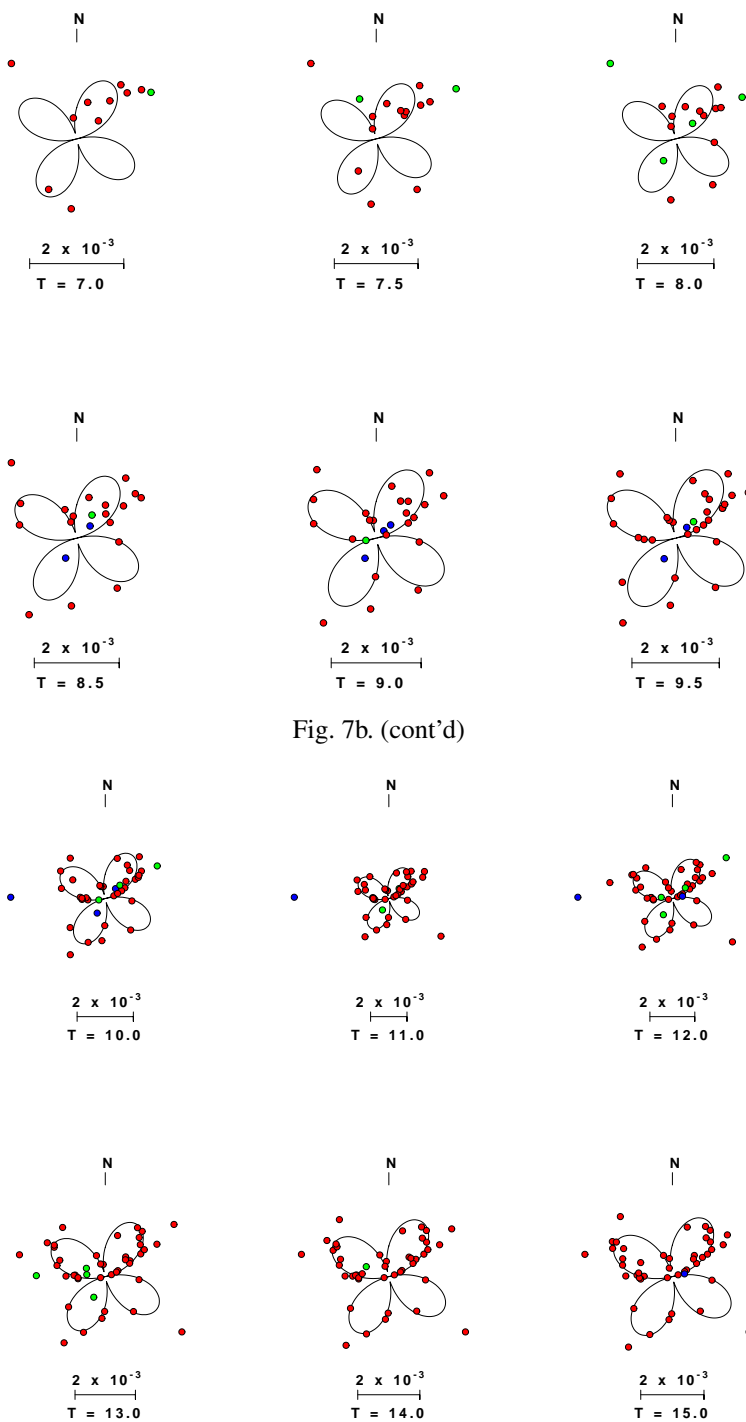 N N N
2 x 10-3 2 x 10-3 2 x 10-3
T = 7.0 T = 7.5 T = 8.0
N N N
2 x 10-3 2 x 10-3 2 x 10-3
T = 8.5 T = 9.0 T = 9.5
Fig. 7b. (cont’d)
N N N
2 x 10-3 2 x 10-3 2 x 10-3
T = 10.0 T = 11.0 T = 12.0
N N N
2 x 10-3 2 x 10-3 2 x 10-3
T = 13.0 T = 14.0 T = 15.0